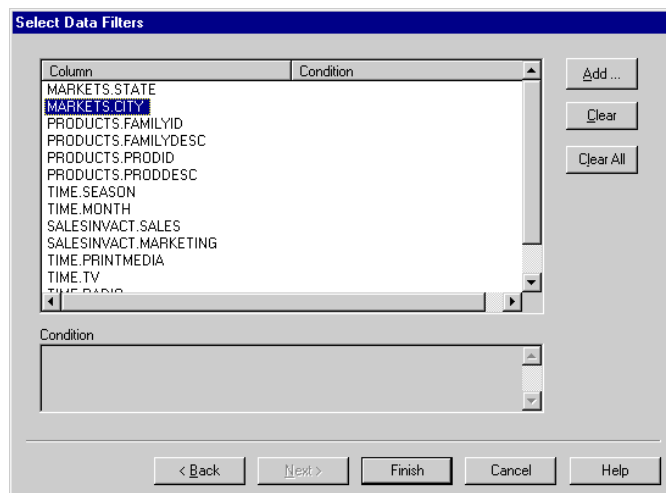 Select Data Filters
Column Condition
MARKETS.STATE
MARKETS.CITY
PRODUCTS.FAMILYID
PRODUCTS.FAMILYDESC
PRODUCTS.PRODID
PRODUCTS.PRODDESC
TIME.SEASON
TIME.MONTH
SALESINVACT.SALES
SALESINVACT.MARKETING
TIME.PRINTMEDIA
TIME.TV
TIME.RADIO
Add ...
Clear
Clear All
Condition
< Back Next > Finish Cancel Help